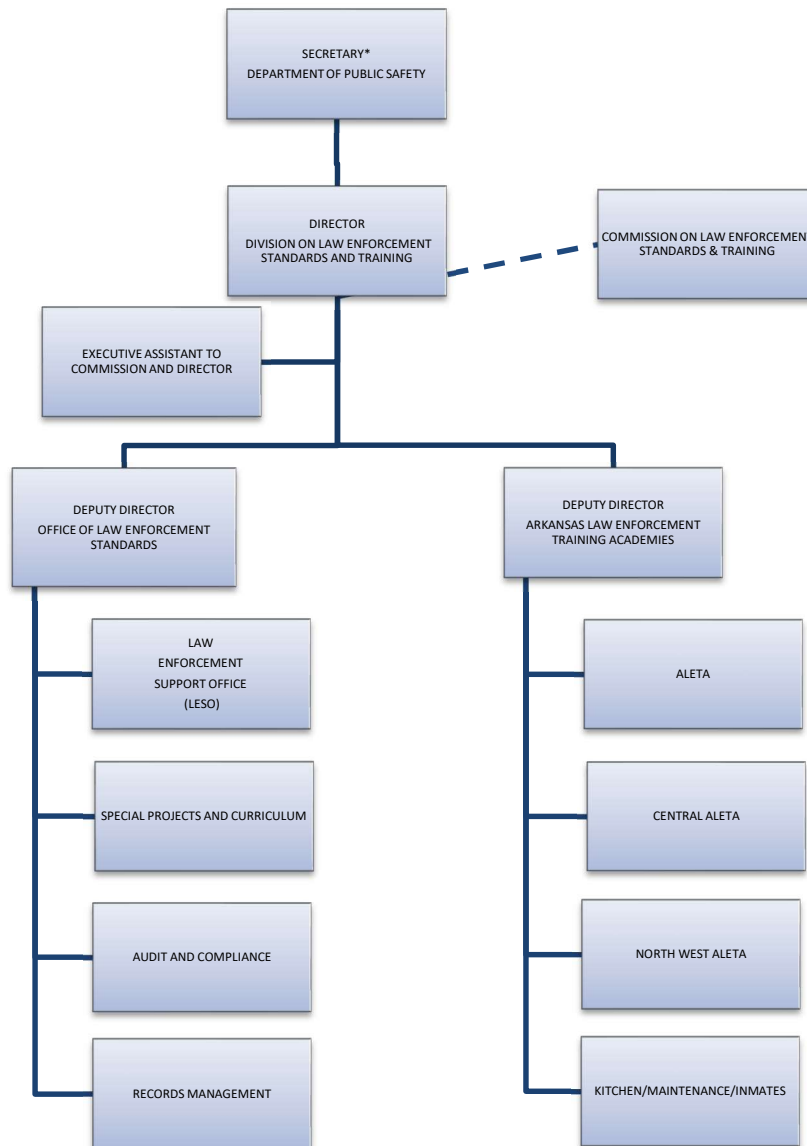 SECRETARY*
DEPARTMENT OF PUBLIC SAFETY
DIRECTOR
DIVISION ON LAW ENFORCEMENT
STANDARDS AND TRAINING
COMMISSION ON LAW ENFORCEMENT
STANDARDS & TRAINING
EXECUTIVE ASSISTANT TO
COMMISSION AND DIRECTOR
DEPUTY DIRECTOR
OFFICE OF LAW ENFORCEMENT
STANDARDS
DEPUTY DIRECTOR
ARKANSAS LAW ENFORCEMENT
TRAINING ACADEMIES
LAW
ENFORCEMENT
SUPPORT OFFICE
(LESO)
ALETA
SPECIAL PROJECTS AND CURRICULUM
CENTRAL ALETA
AUDIT AND COMPLIANCE
NORTH WEST ALETA
RECORDS MANAGEMENT
KITCHEN/MAINTENANCE/INMATES